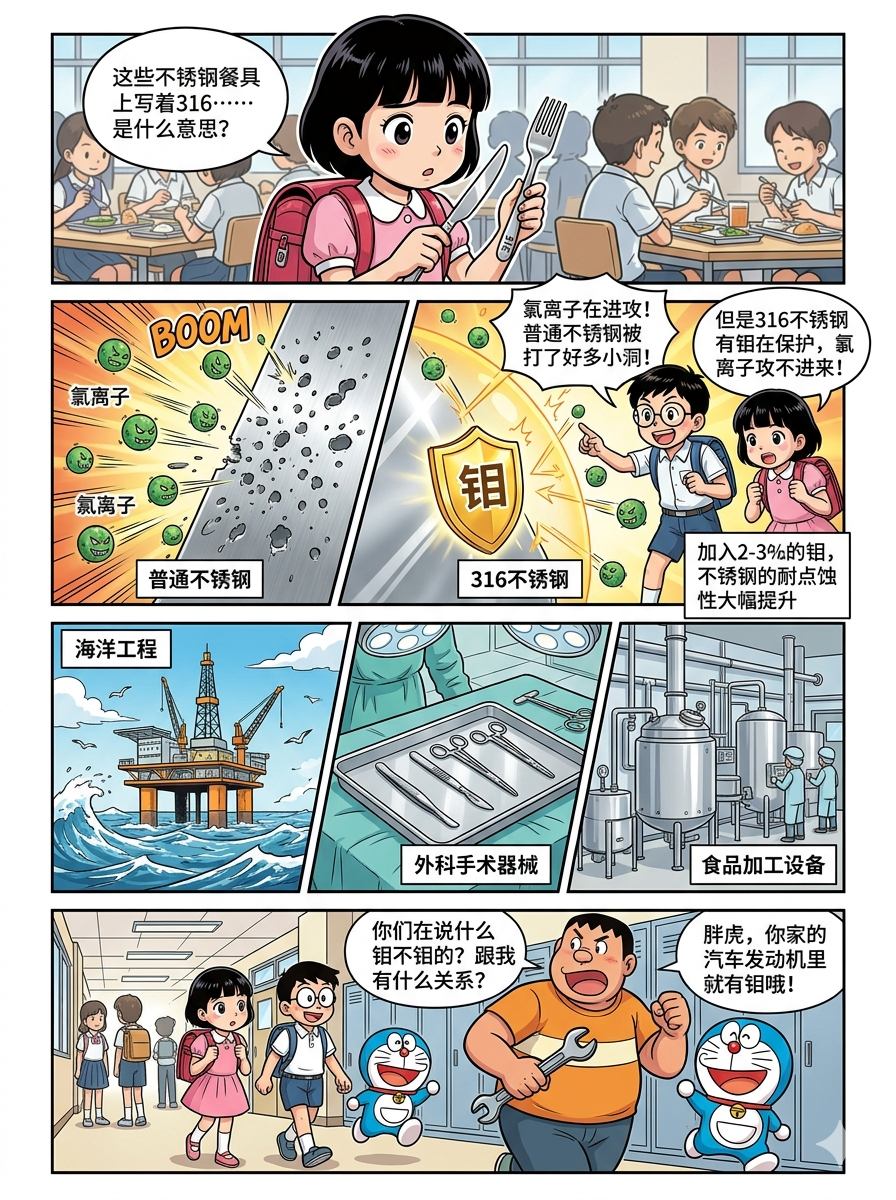 这些不锈钢餐具
上写着316……
是什么意思？
316
BOOM
氯离子
氯离子
普通不锈钢
氯离子在进攻！
普通不锈钢被
打了好多小洞！
但是316不锈钢
有钼在保护，氯
离子攻不进来！
钼
316不锈钢
加入2-3%的钼，
不锈钢的耐点蚀
性大幅提升
海洋工程
外科手术器械
食品加工设备
你们在说什么
钼不钼的？跟我
有什么关系？
胖虎，你家的
汽车发动机里
就有钼哦！